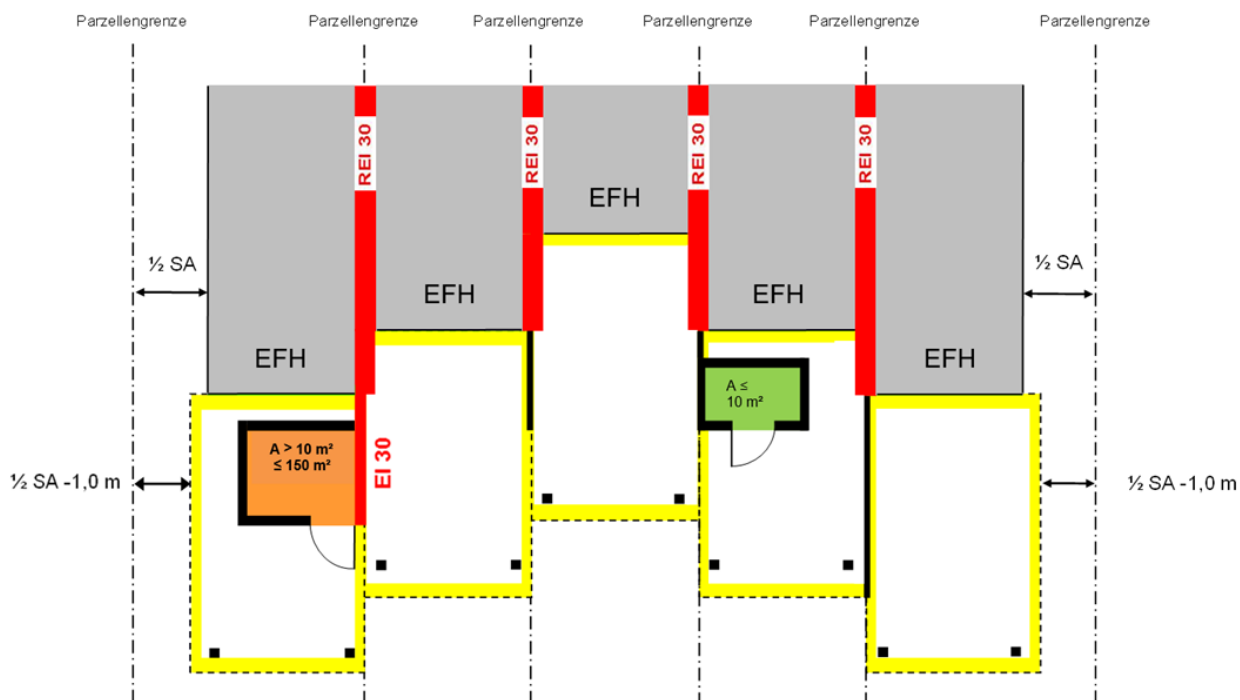 Parzellengrenze
Parzellengrenze
Parzellengrenze
Parzellengrenze
Parzellengrenze
Parzellengrenze
REI 30
REI 30
REI 30
REI 30
EFH
½ SA
½ SA
EFH
EFH
EFH
EFH
A ≤
10 m²
A > 10 m²
≤ 150 m²
EI 30
½ SA -1,0 m
½ SA -1,0 m